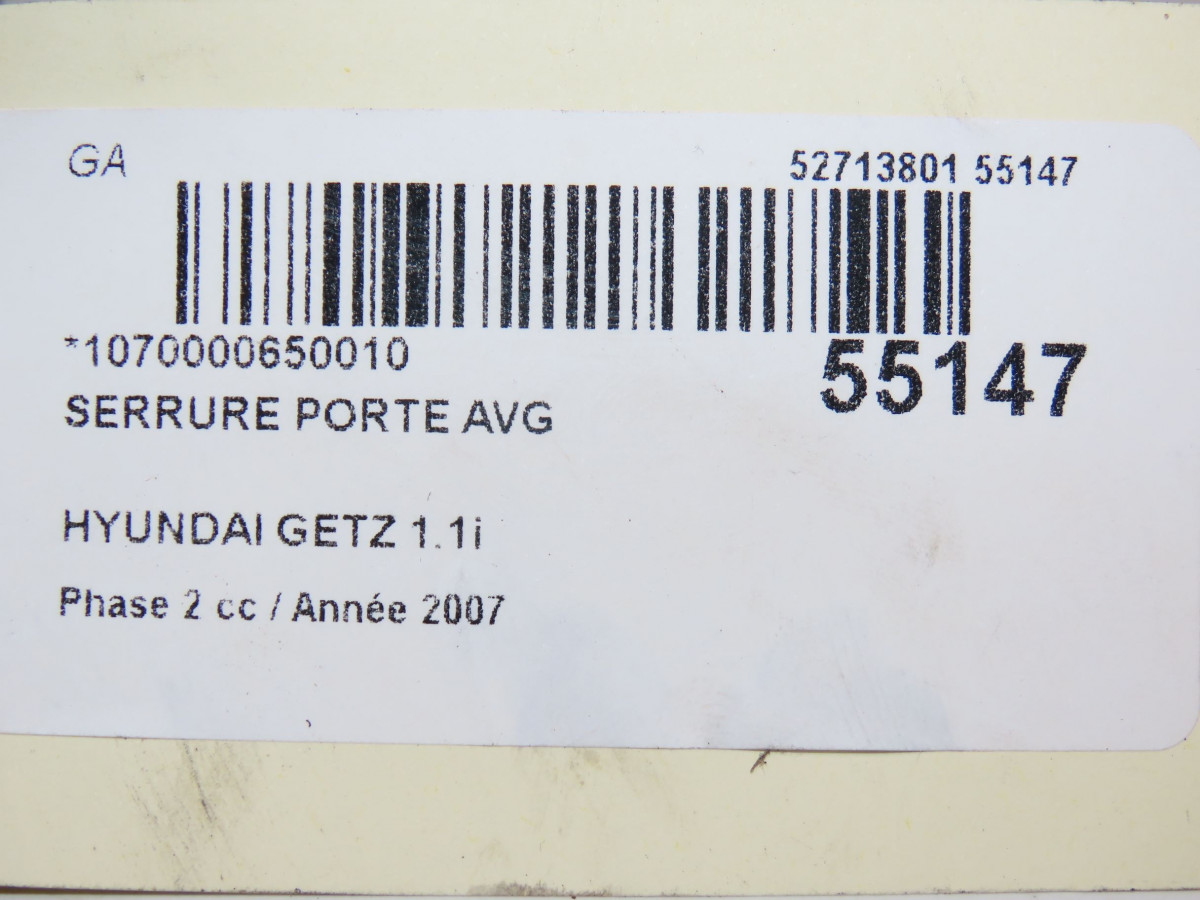 GA
52713801 55147
*1070000650010
55147
SERRURE PORTE AVG
HYUNDAI GETZ 1.1i
Phase 2 cc / Année 2007